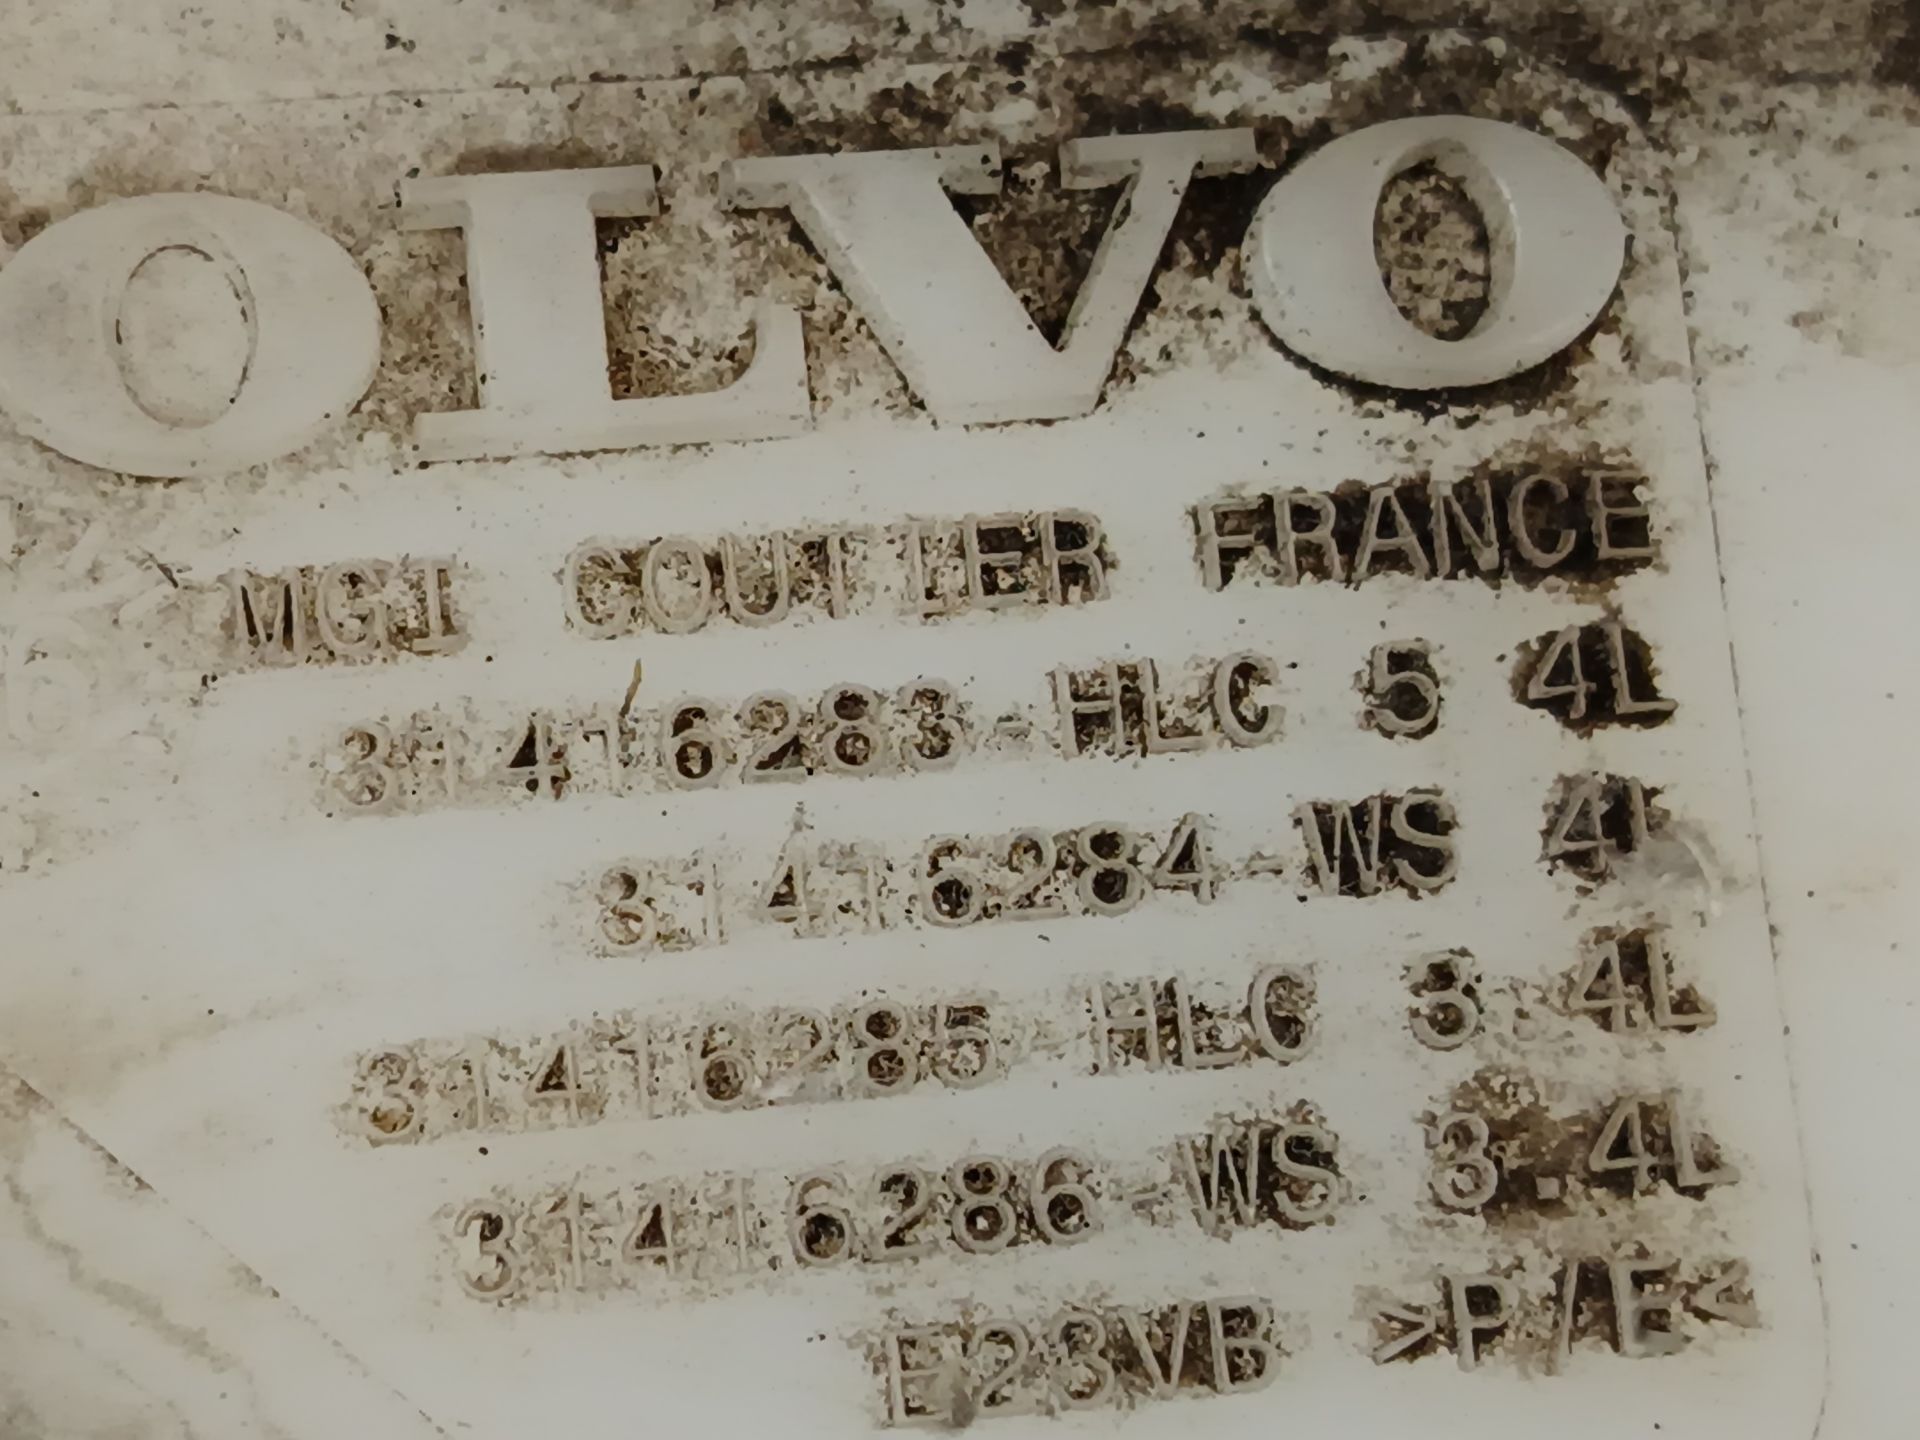 OLVO
MGI COUTIER FRANCE
31416283-HLC 5 4L
31416284-WS 4L
31416285-HLC 3.4L
31416286-WS 3.4L
E23VB >P/E<